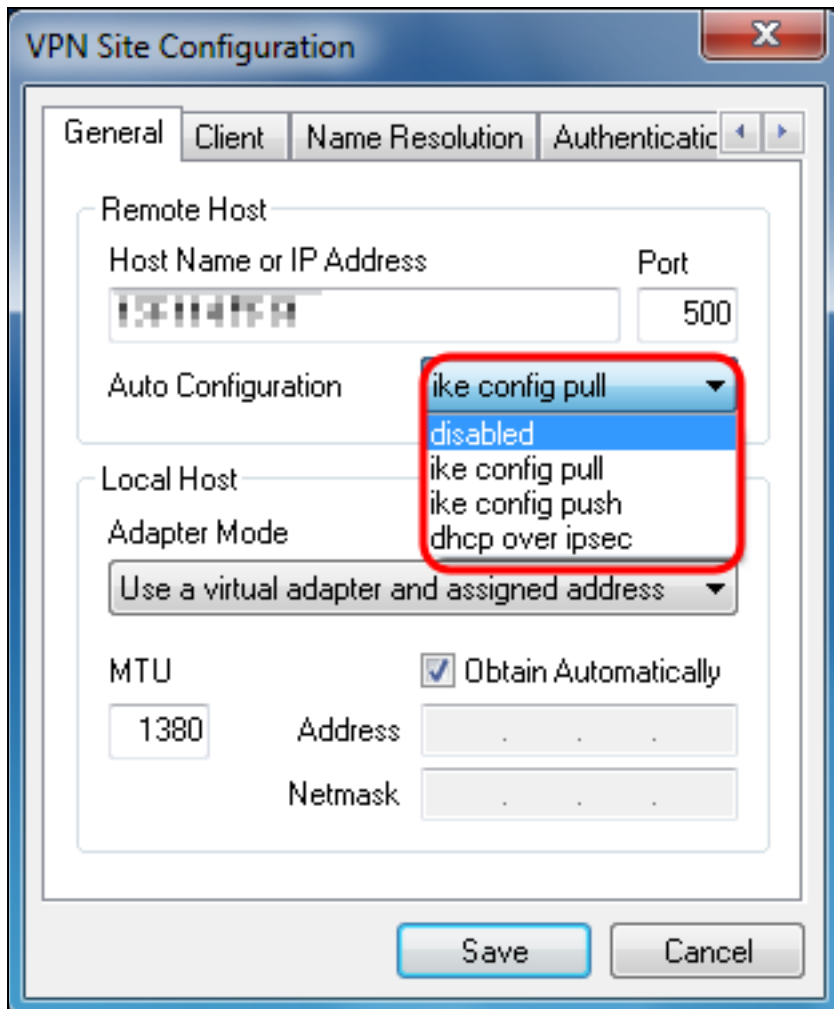 VPN Site Configuration
General Client Name Resolution Authenticatic
Remote Host
Host Name or IP Address Port
500
Auto Configuration ike config pull
disabled
ike config pull
ike config push
dhcp over ipsec
Local Host
Adapter Mode
Use a virtual adapter and assigned address
MTU Obtain Automatically
1380 Address . . .
Netmask . . .
Save Cancel